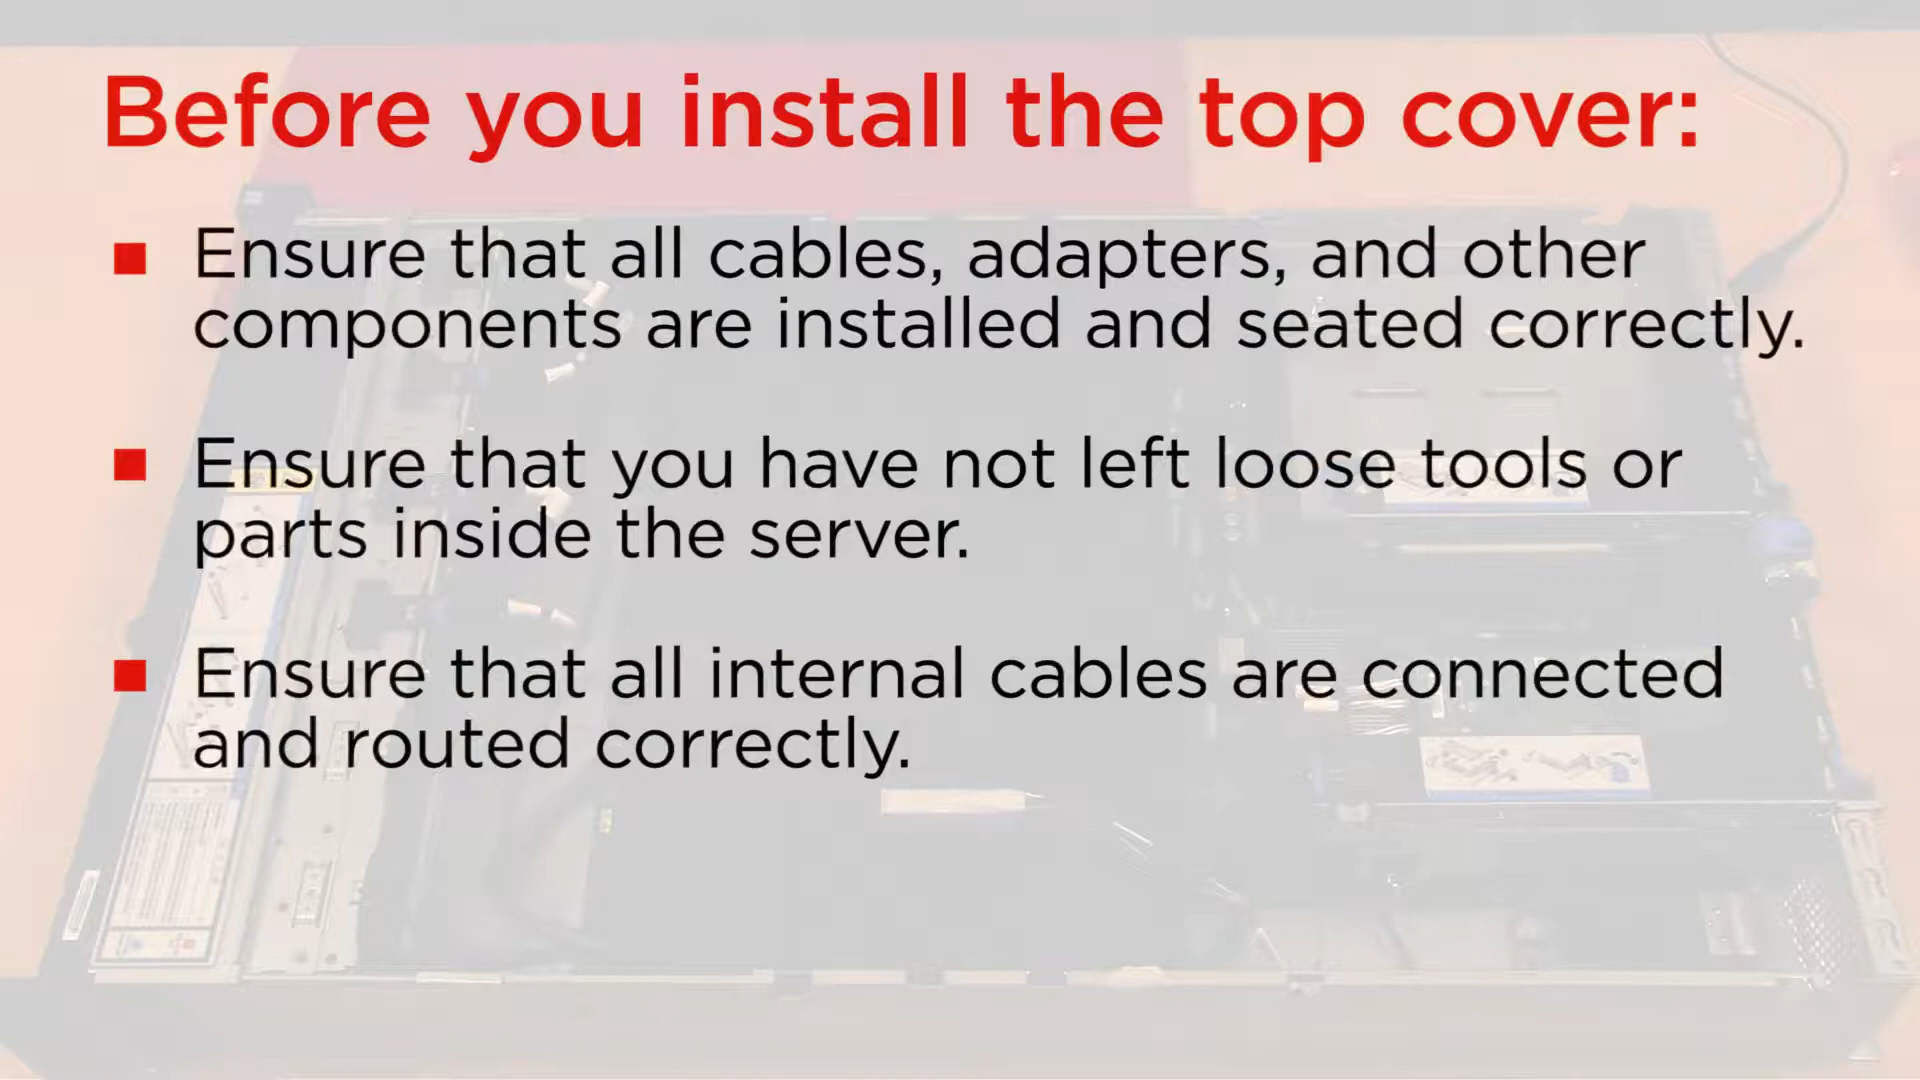 Before you install the top cover:
Ensure that all cables, adapters, and other
components are installed and seated correctly.
Ensure that you have not left loose tools or
parts inside the server.
Ensure that all internal cables are connected
and routed correctly.